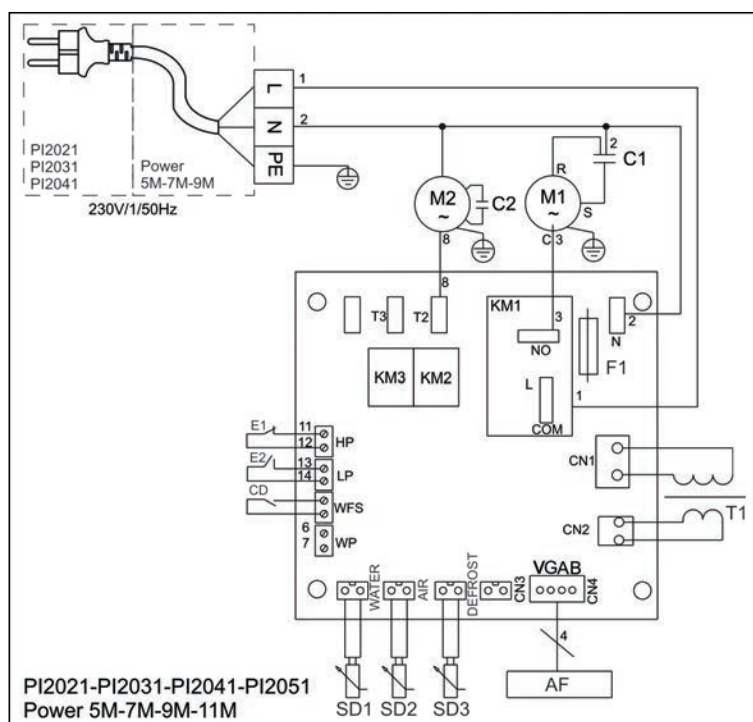 L
N
PE
1
2
PI2021
PI2031
PI2041
Power
5M-7M-9M
230V/1/50Hz
M2
~
C2
8
M1
~
R
S
C 3
2
C1
8
T3
T2
KM1
3
NO
L
COM
1
F1
2
N
KM3
KM2
E1
11
12
HP
E2
13
14
LP
CD
WFS
6
7
WP
CN1
CN2
T1
WATER
AIR
DEFROST
CN3
VGAB
CN4
4
AF
SD1
SD2
SD3
PI2021-PI2031-PI2041-PI2051
Power 5M-7M-9M-11M